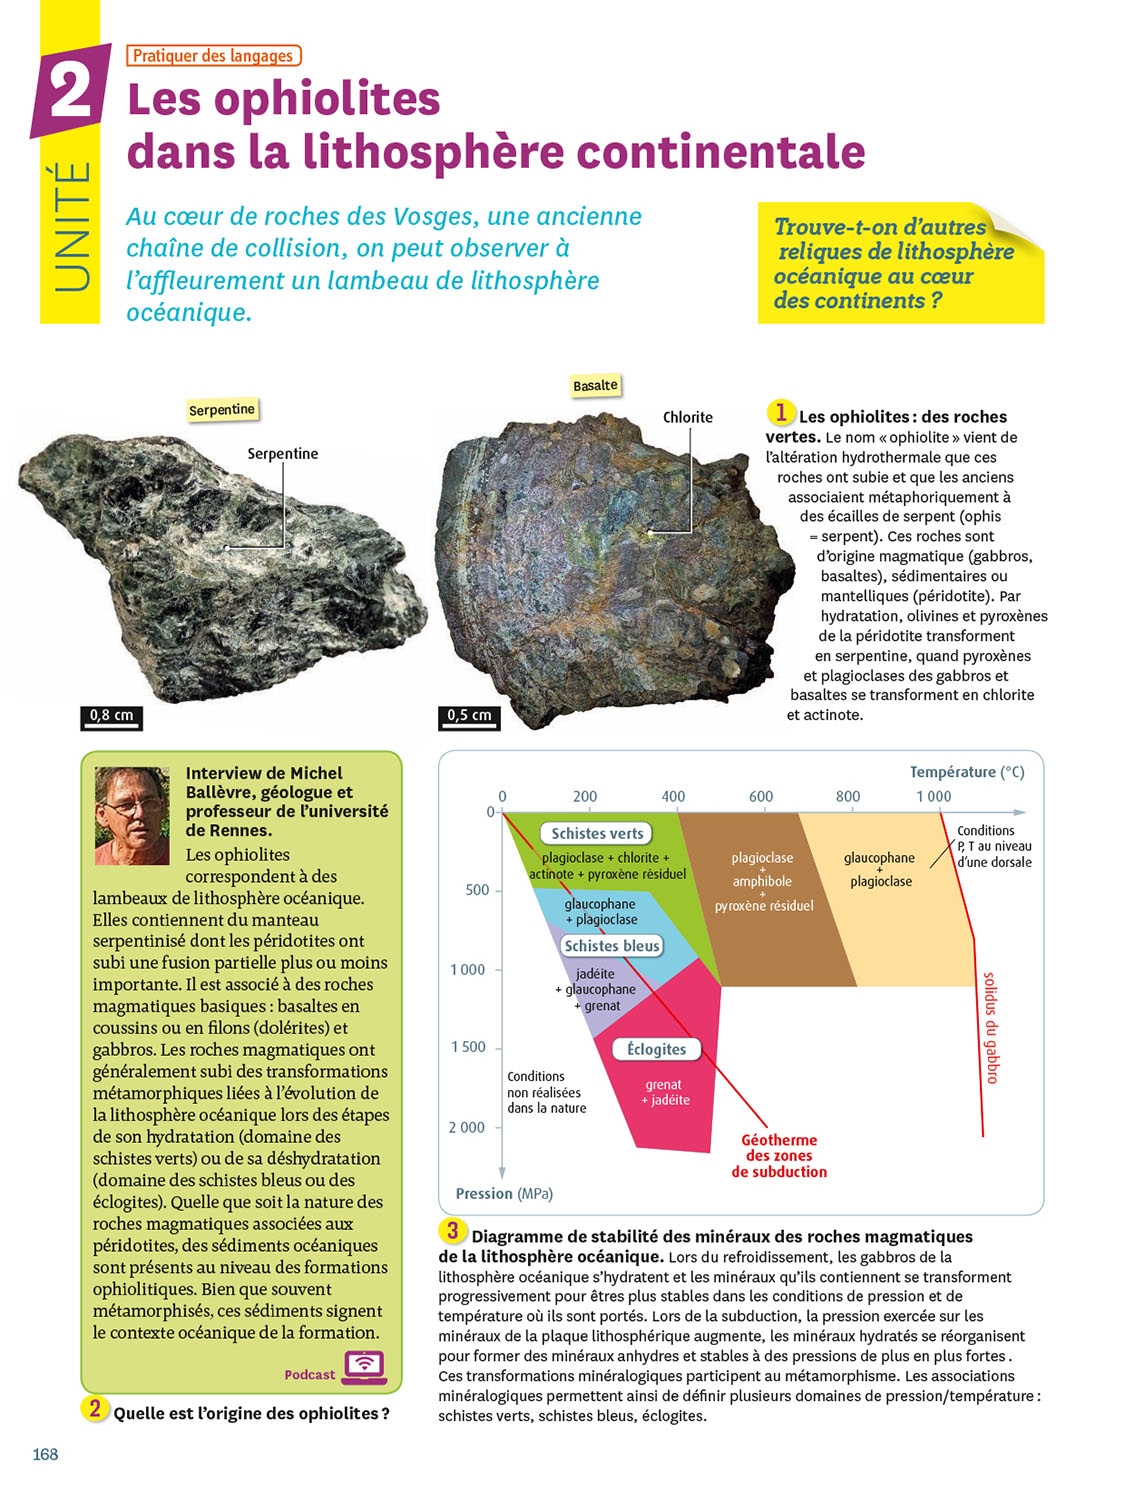 Pratiquer des langages
2
UNITÉ
Les ophiolites
dans la lithosphère continentale
Au cœur de roches des Vosges, une ancienne
chaîne de collision, on peut observer à
l'affleurement un lambeau de lithosphère
océanique.
Trouve-t-on d'autres
reliques de lithosphère
océanique au cœur
des continents ?
Serpentine
Serpentine
0,8 cm
Basalte
Chlorite
0,5 cm
1 Les ophiolites : des roches
vertes. Le nom « ophiolite » vient de
l'altération hydrothermale que ces
roches ont subie et que les anciens
associaient métaphoriquement à
des écailles de serpent (ophis
= serpent). Ces roches sont
d'origine magmatique (gabbros,
basaltes), sédimentaires ou
mantelliques (péridotite). Par
hydratation, olivines et pyroxènes
de la péridotite transforment
en serpentine, quand pyroxènes
et plagioclases des gabbros et
basaltes se transforment en chlorite
et actinote.
Interview de Michel
Ballèvre, géologue et
professeur de l'université
de Rennes.
Les ophiolites
correspondent à des
lambeaux de lithosphère océanique.
Elles contiennent du manteau
serpentinisé dont les péridotites ont
subi une fusion partielle plus ou moins
importante. Il est associé à des roches
magmatiques basiques : basaltes en
coussins ou en filons (dolérites) et
gabbros. Les roches magmatiques ont
généralement subi des transformations
métamorphiques liées à l'évolution de
la lithosphère océanique lors des étapes
de son hydratation (domaine des
schistes verts) ou de sa déshydratation
(domaine des schistes bleus ou des
éclogites). Quelle que soit la nature des
roches magmatiques associées aux
péridotites, des sédiments océaniques
sont présents au niveau des formations
ophiolitiques. Bien que souvent
métamorphisés, ces sédiments signent
le contexte océanique de la formation.
Podcast
2 Quelle est l'origine des ophiolites ?
Température (°C)
0 200 400 600 800 1 000
0
500
1 000
1 500
2 000
Pression (MPa)
Schistes verts
plagioclase + chlorite +
actinote + pyroxène résiduel
glaucophane
+ plagioclase
Schistes bleus
jadéite
+ glaucophane
+ grenat
Éclogites
grenat
+ jadéite
plagioclase
+
amphibole
+
pyroxène résiduel
glaucophane
+
plagioclase
Conditions
P, T au niveau
d'une dorsale
solidus du gabbro
Conditions
non réalisées
dans la nature
Géotherme
des zones
de subduction
3 Diagramme de stabilité des minéraux des roches magmatiques
de la lithosphère océanique. Lors du refroidissement, les gabbros de la
lithosphère océanique s'hydratent et les minéraux qu'ils contiennent se transforment
progressivement pour êtres plus stables dans les conditions de pression et de
température où ils sont portés. Lors de la subduction, la pression exercée sur les
minéraux de la plaque lithosphérique augmente, les minéraux hydratés se réorganisent
pour former des minéraux anhydres et stables à des pressions de plus en plus fortes .
Ces transformations minéralogiques participent au métamorphisme. Les associations
minéralogiques permettent ainsi de définir plusieurs domaines de pression/température :
schistes verts, schistes bleus, éclogites.
168